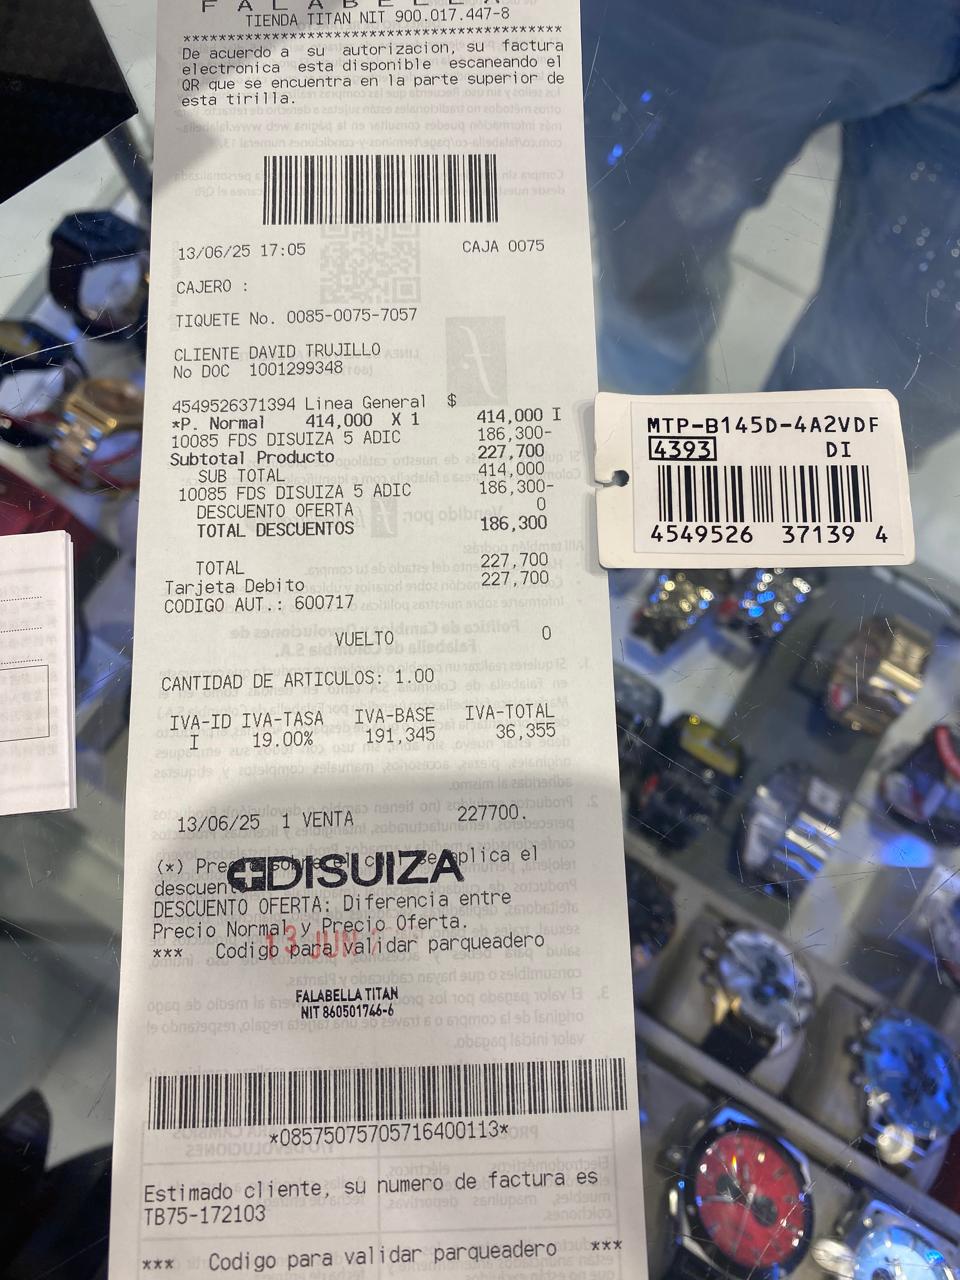 FALABELLA
TIENDA TITAN NIT 900.017.447-8
****************************************
De acuerdo a su autorizacion, su factura
electronica esta disponible escaneando el
QR que se encuentra en la parte superior de
esta tirilla.
13/06/25 17:05 CAJA 0075
CAJERO :
TIQUETE No. 0085-0075-7057
CLIENTE DAVID TRUJILLO
No DOC 1001299348
4549526371394 Linea General $
*P. Normal 414,000 X 1 414,000 I
10085 FDS DISUIZA 5 ADIC 186,300-
Subtotal Producto 227,700
SUB TOTAL 414,000
10085 FDS DISUIZA 5 ADIC 186,300-
DESCUENTO OFERTA 0
TOTAL DESCUENTOS 186,300
TOTAL 227,700
Tarjeta Debito 227,700
CODIGO AUT.: 600717
VUELTO 0
CANTIDAD DE ARTICULOS: 1.00
IVA-ID IVA-TASA IVA-BASE IVA-TOTAL
I 19.00% 191,345 36,355
13/06/25 1 VENTA 227700.
(*) aplica el
DISUIZA
DESCUENTO OFERTA: Diferencia entre
Precio Normal y Precio Oferta.
13 JUN
*** Codigo para validar parqueadero
FALABELLA TITAN
NIT 860501746-6
*08575075705716400113*
Estimado cliente, su numero de factura es
TB75-172103
*** Codigo para validar parqueadero ***
MTP-B145D-4A2VDF
4393 DI
4549526 37139 4